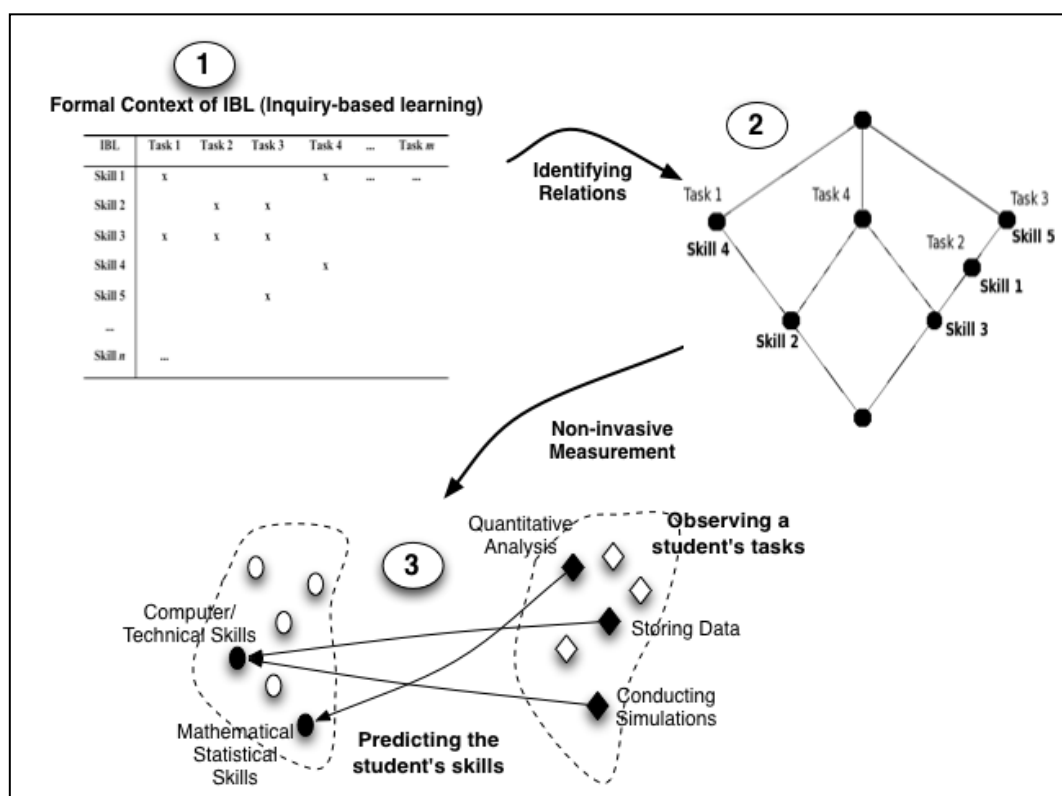 1
Formal Context of IBL (Inquiry-based learning)
IBL Task 1 Task 2 Task 3 Task 4 ... Task m
Skill 1 x x ... ...
Skill 2 x x
Skill 3 x x x
Skill 4 x
Skill 5 x
...
Skill n ...
Identifying
Relations
2
Task 1
Skill 4
Task 4
Task 3
Skill 5
Task 2
Skill 1
Skill 2
Skill 3
Non-invasive
Measurement
3
Quantitative
Analysis
Observing a
student's tasks
Computer/
Technical Skills
Storing Data
Conducting
Simulations
Mathematical
Statistical
Skills
Predicting the
student's skills